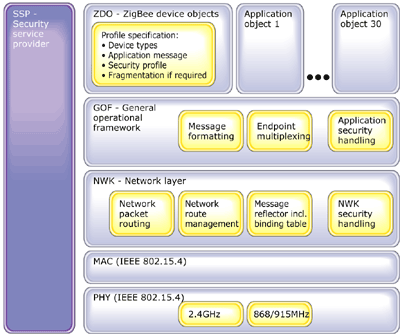 SSP -
Security
service
provider
ZDO - ZigBee device objects
Profile specification:
• Device types
• Application message
• Security profile
• Fragmentation if required
Application
object 1
•••
Application
object 30
GOF - General
operational
framework
Message
formatting
Endpoint
multiplexing
Application
security
handling
NWK - Network layer
Network
packet
routing
Network
route
management
Message
reflector incl.
binding table
NWK
security
handling
MAC (IEEE 802.15.4)
PHY (IEEE 802.15.4)
2.4GHz
868/915MHz